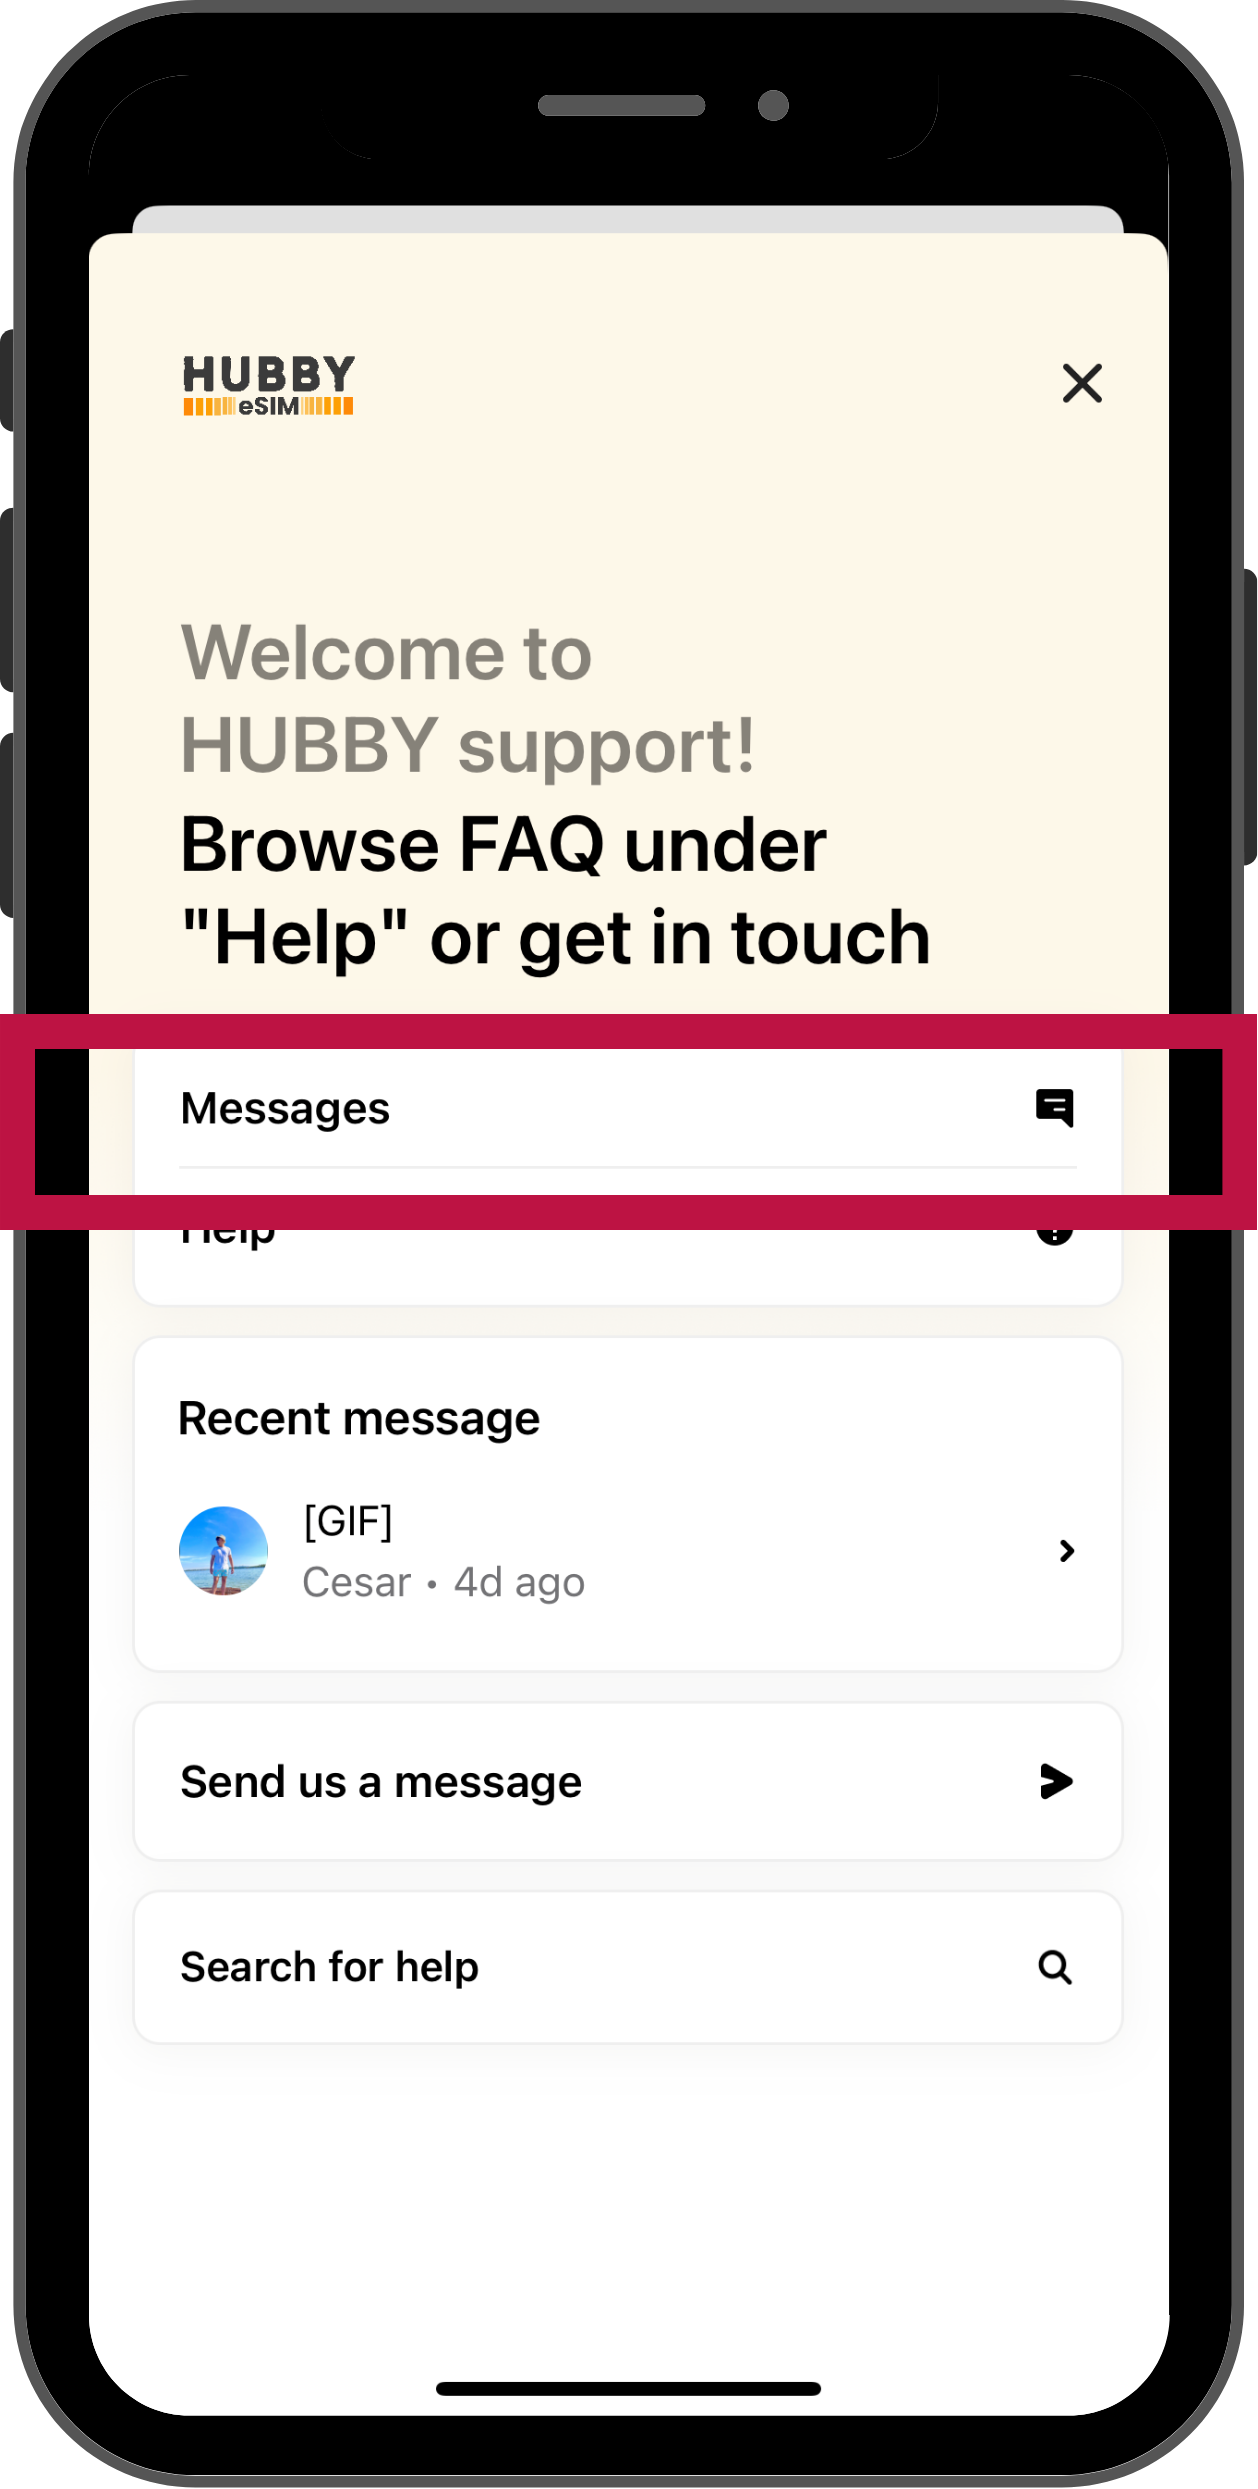 HUBBY
eSIM
Welcome to
HUBBY support!
Browse FAQ under
"Help" or get in touch
Messages
Help
Recent message
[GIF]
Cesar • 4d ago
Send us a message
Search for help